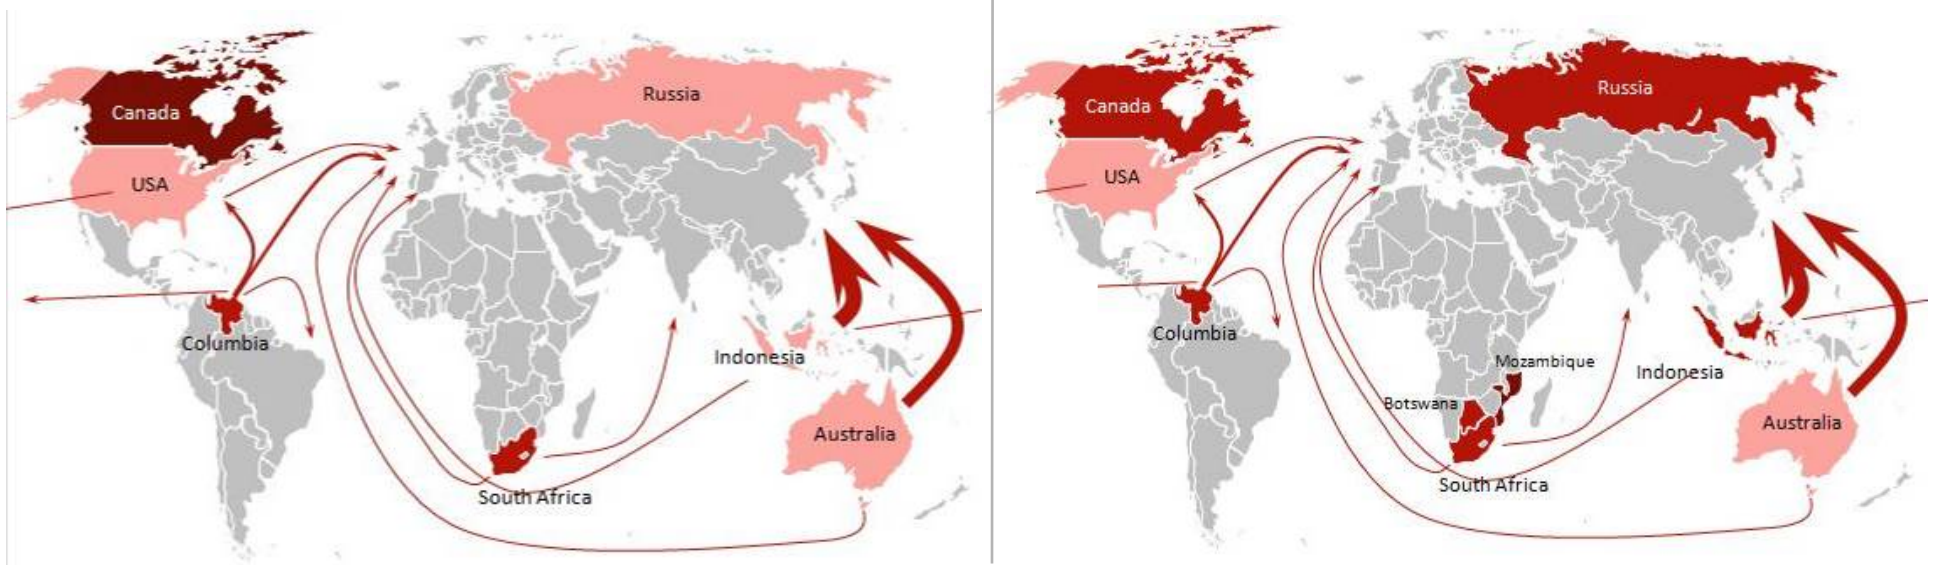 Canada
Russia
USA
Columbia
Indonesia
Australia
South Africa
Canada
Russia
USA
Columbia
Mozambique
Indonesia
Botswana
Australia
South Africa